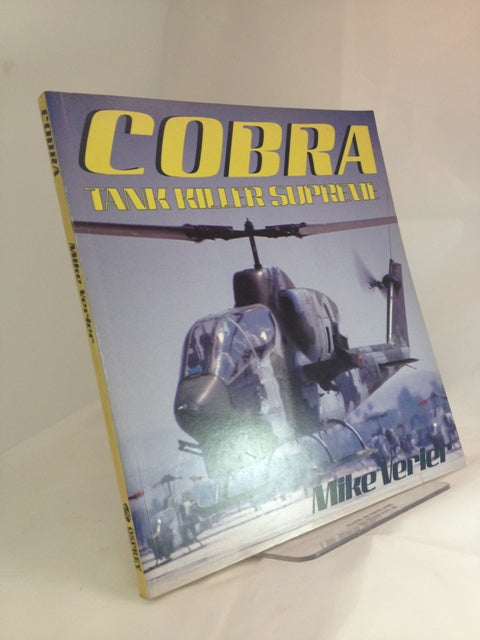 COBRA
TANK KILLER SUPREME
Mike Verier
COBRA
Mike Verier
OSPREY